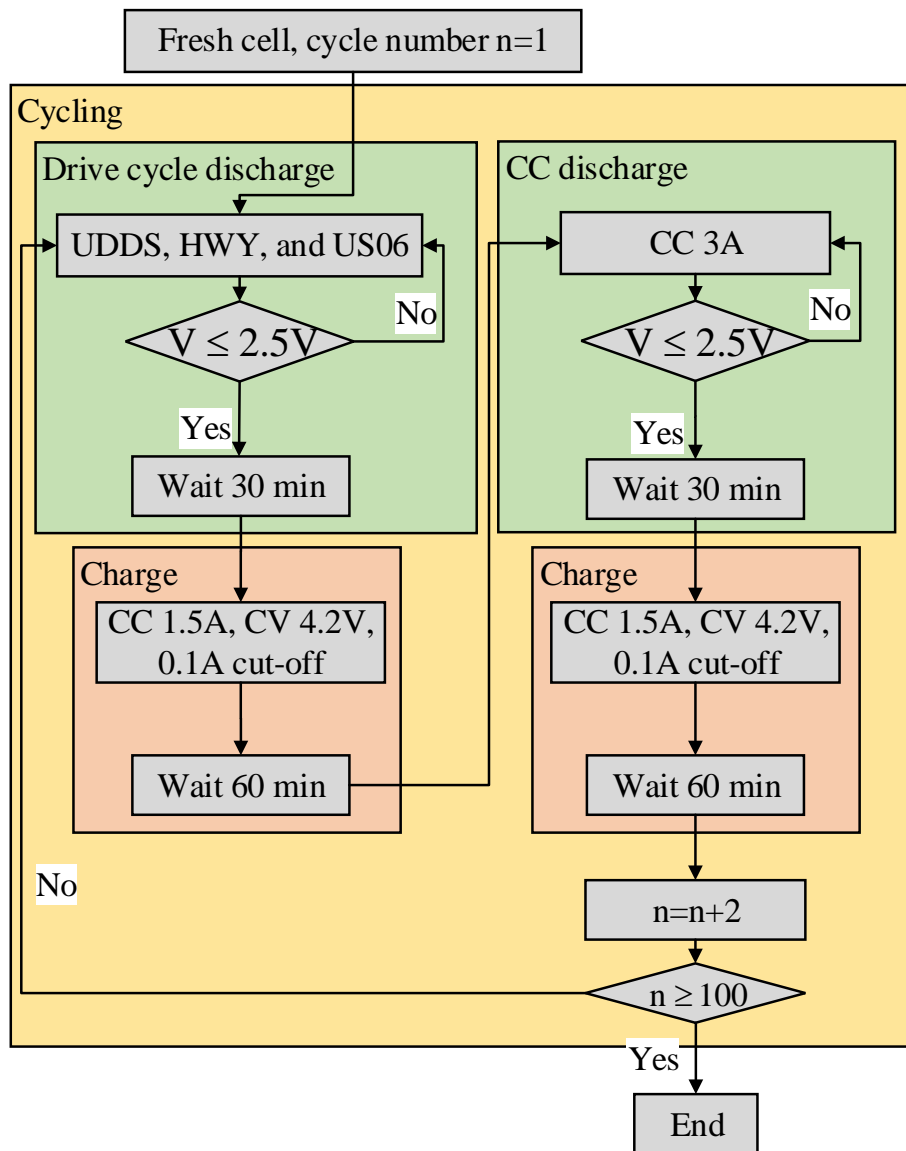 Fresh cell, cycle number n=1
Cycling
Drive cycle discharge
UDDS, HWY, and US06
No
V ≤ 2.5V
Yes
Wait 30 min
Charge
CC 1.5A, CV 4.2V,
0.1A cut-off
Wait 60 min
No
CC discharge
CC 3A
No
V ≤ 2.5V
Yes
Wait 30 min
Charge
CC 1.5A, CV 4.2V,
0.1A cut-off
Wait 60 min
n=n+2
n ≥ 100
Yes
End